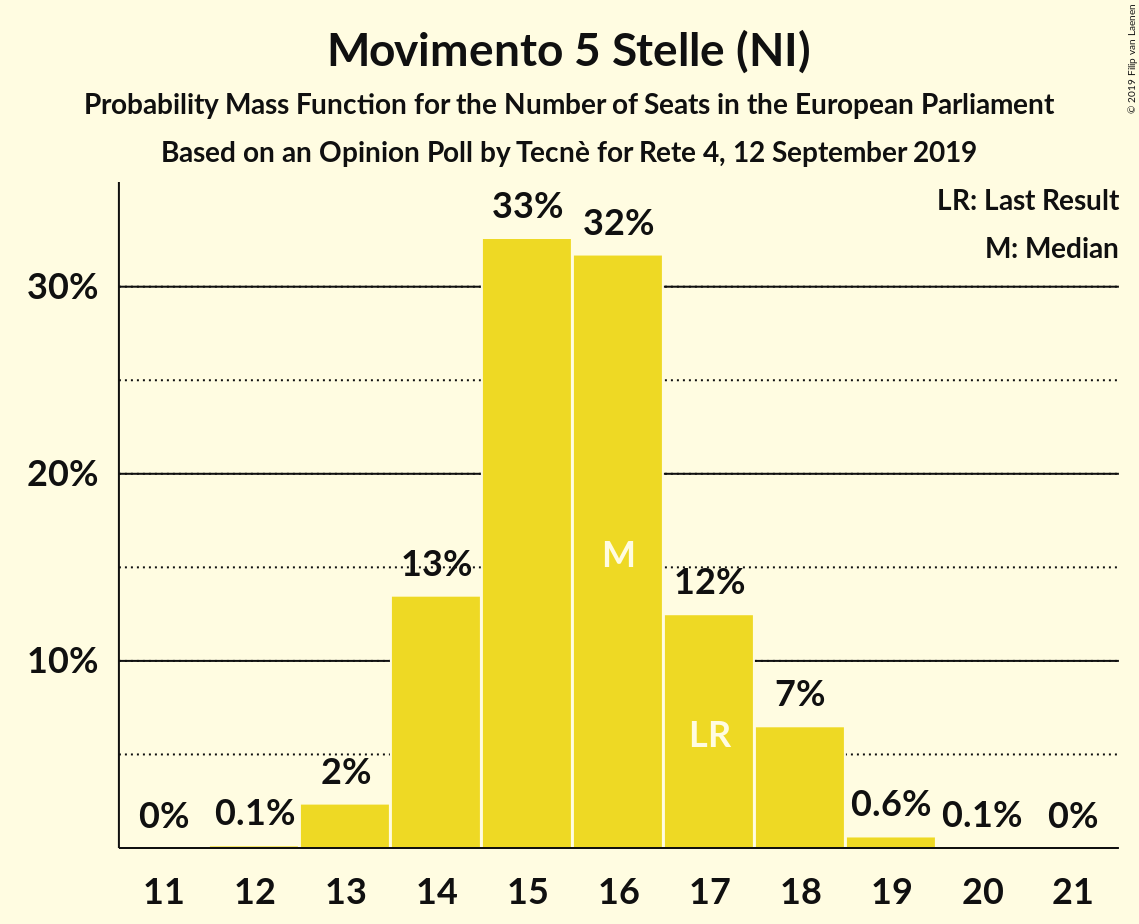 Movimento 5 Stelle (NI)
Probability Mass Function for the Number of Seats in the European Parliament
Based on an Opinion Poll by Tecnè for Rete 4, 12 September 2019
© 2019 Filip van Laenen
LR: Last Result
M: Median
30%
20%
10%
0%
0.1%
2%
13%
33%
32%
12%
7%
0.6%
0.1%
0%
M
LR
11 12 13 14 15 16 17 18 19 20 21